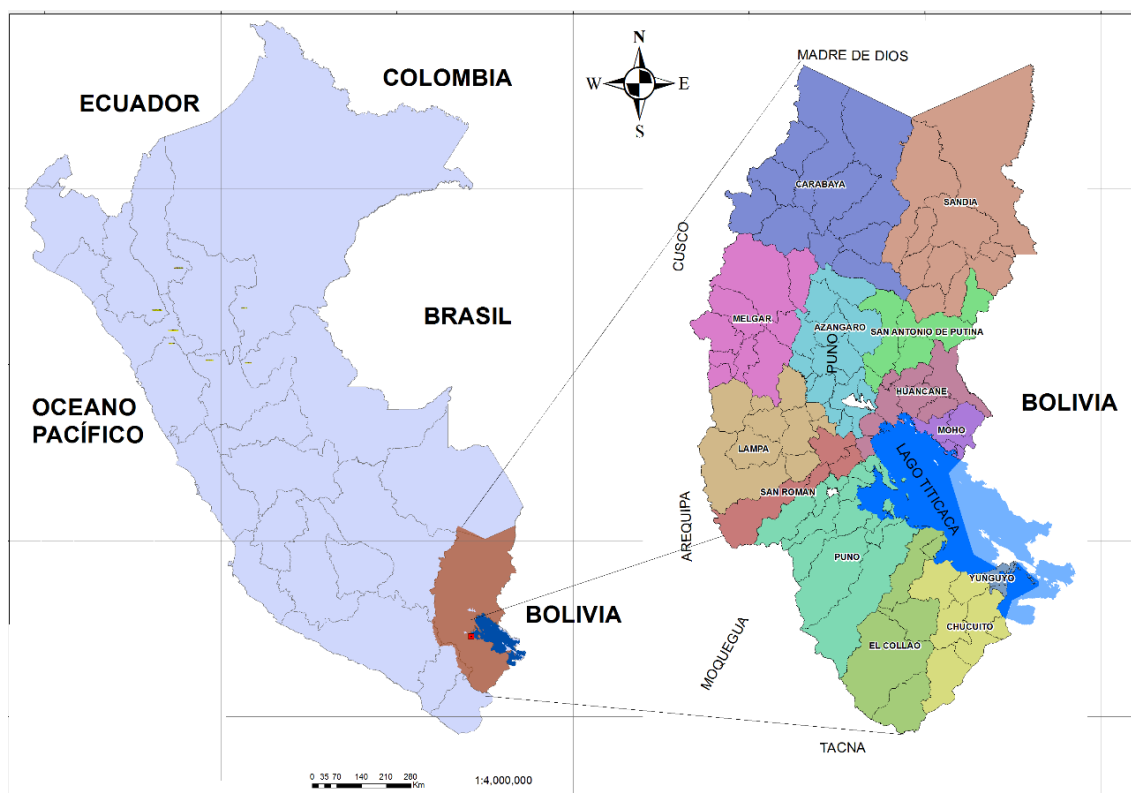 ECUADOR
COLOMBIA
BRASIL
OCEANO
PACÍFICO
BOLIVIA
0 35 70 140 210 280
Km
1:4,000,000
N
W
E
S
MADRE DE DIOS
CUSCO
AREQUIPA
MOQUEGUA
TACNA
BOLIVIA
CARABAYA
SANDIA
MELGAR
AZANGARO
PUNO
SAN ANTONIO DE PUTINA
HUANCANE
MOHO
LAMPA
SAN ROMAN
LAGO TITICACA
PUNO
YUNGUYO
CHUCUITO
EL COLLAO